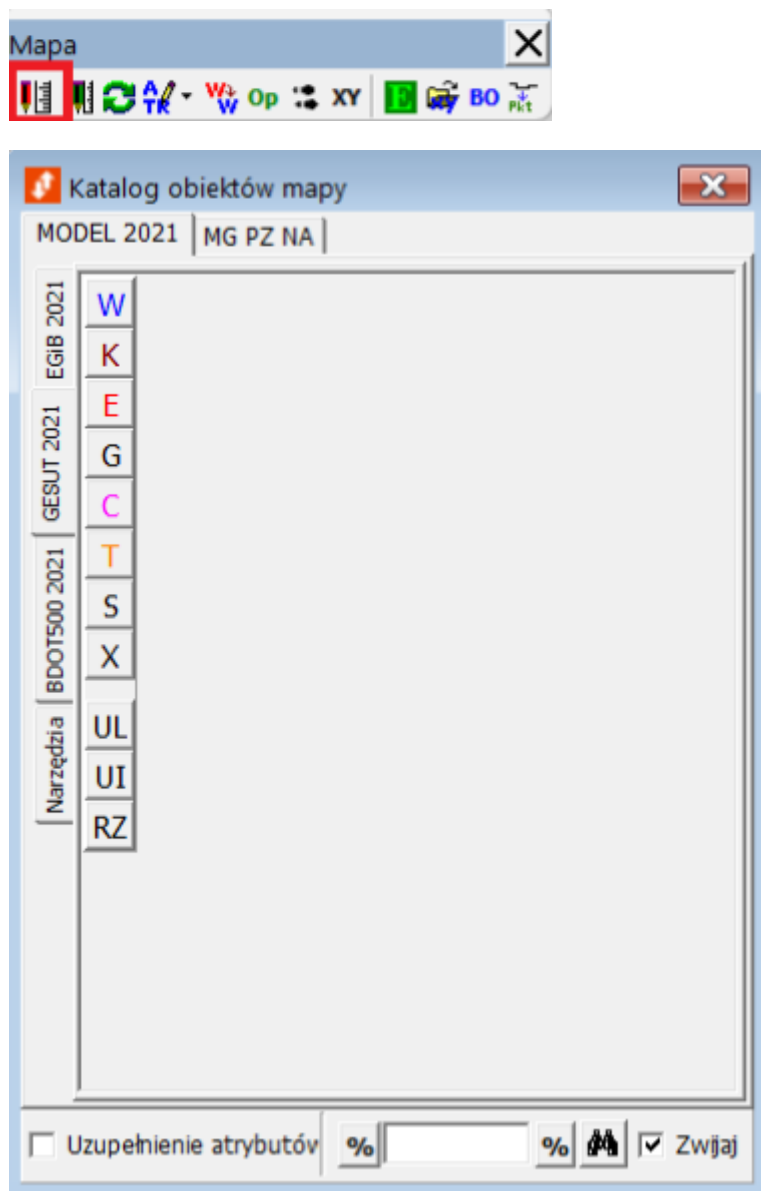 Mapa
A TR W W Op XY E BO Pkt
Katalog obiektów mapy
MODEL 2021 MG PZ NA
EGiB 2021
GESUT 2021
BDOT500 2021
Narzędzia
W
K
E
G
C
T
S
X
UL
UI
RZ
Uzupełnienie atrybutów % % Zwijaj